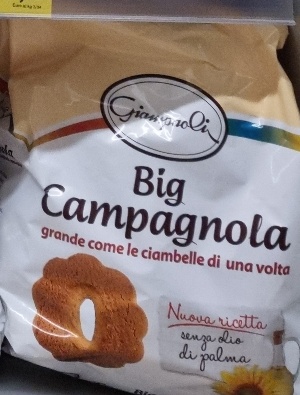 Giampaoli
Big
Campagnola
grande come le ciambelle di una volta
Nuova ricetta
senza olio
di palma